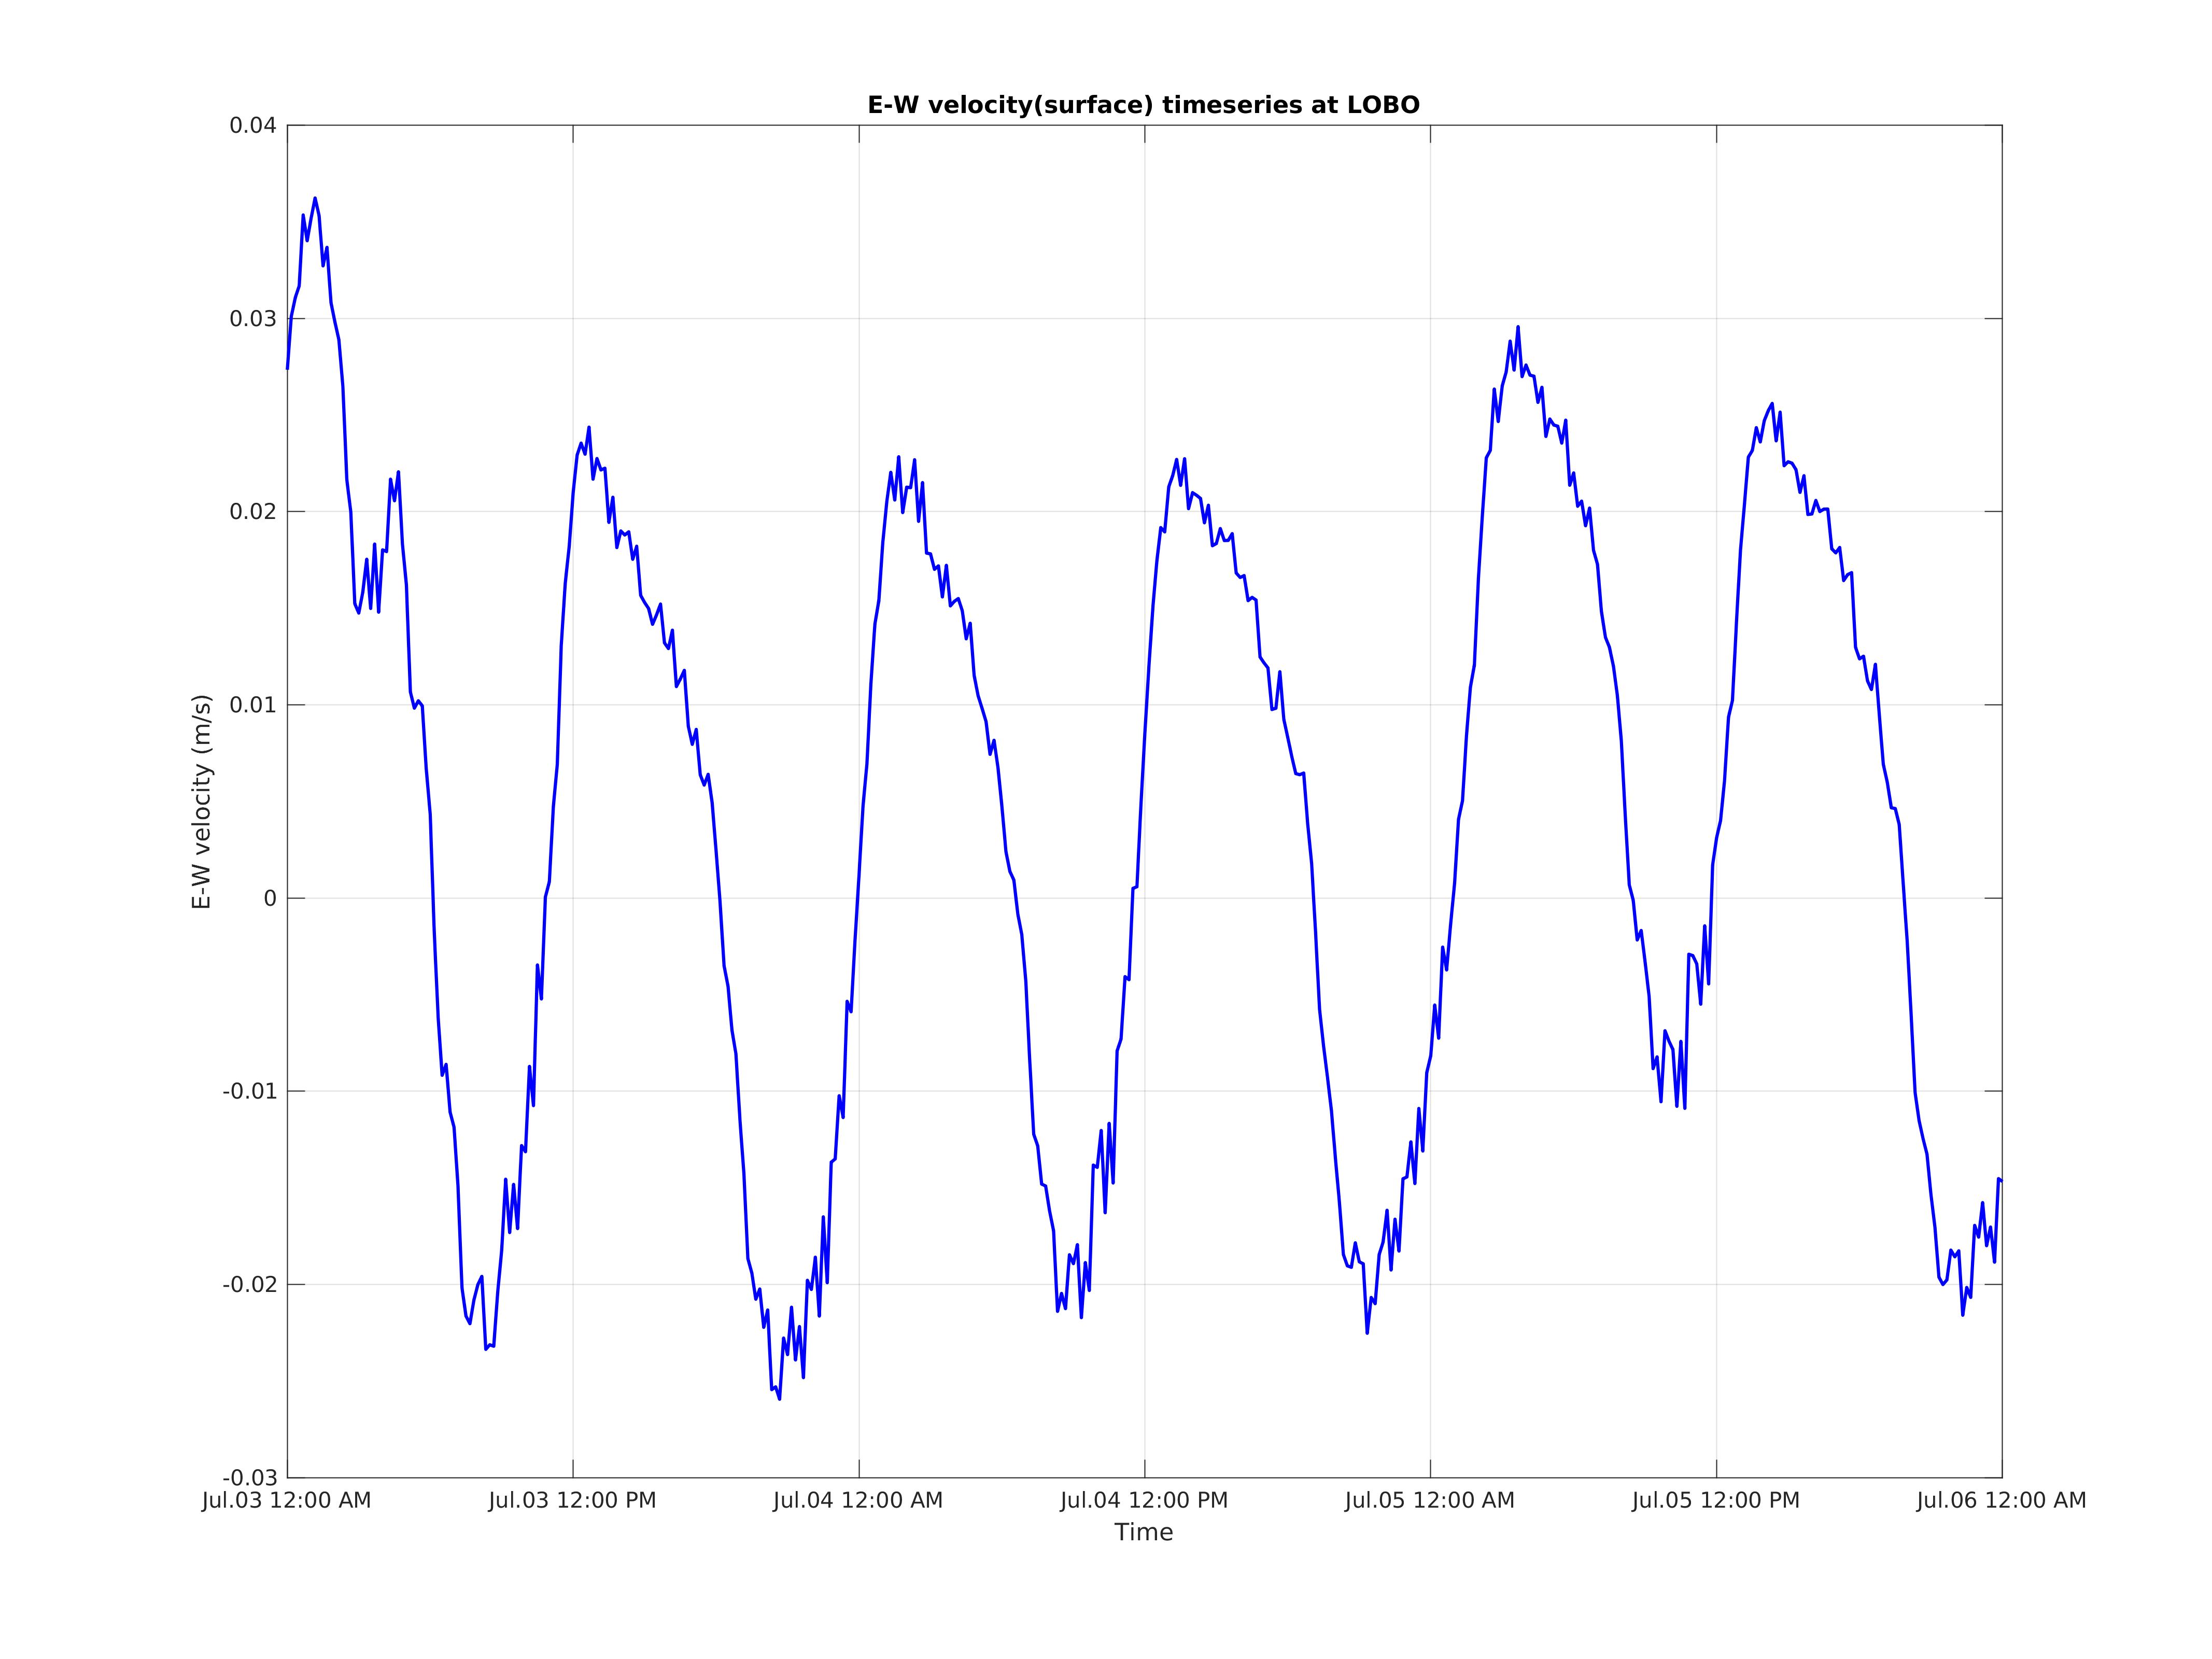 E-W velocity(surface) timeseries at LOBO
0.04
0.03
0.02
0.01
0
-0.01
-0.02
-0.03
E-W velocity (m/s)
Jul.03 12:00 AM
Jul.03 12:00 PM
Jul.04 12:00 AM
Jul.04 12:00 PM
Jul.05 12:00 AM
Jul.05 12:00 PM
Jul.06 12:00 AM
Time